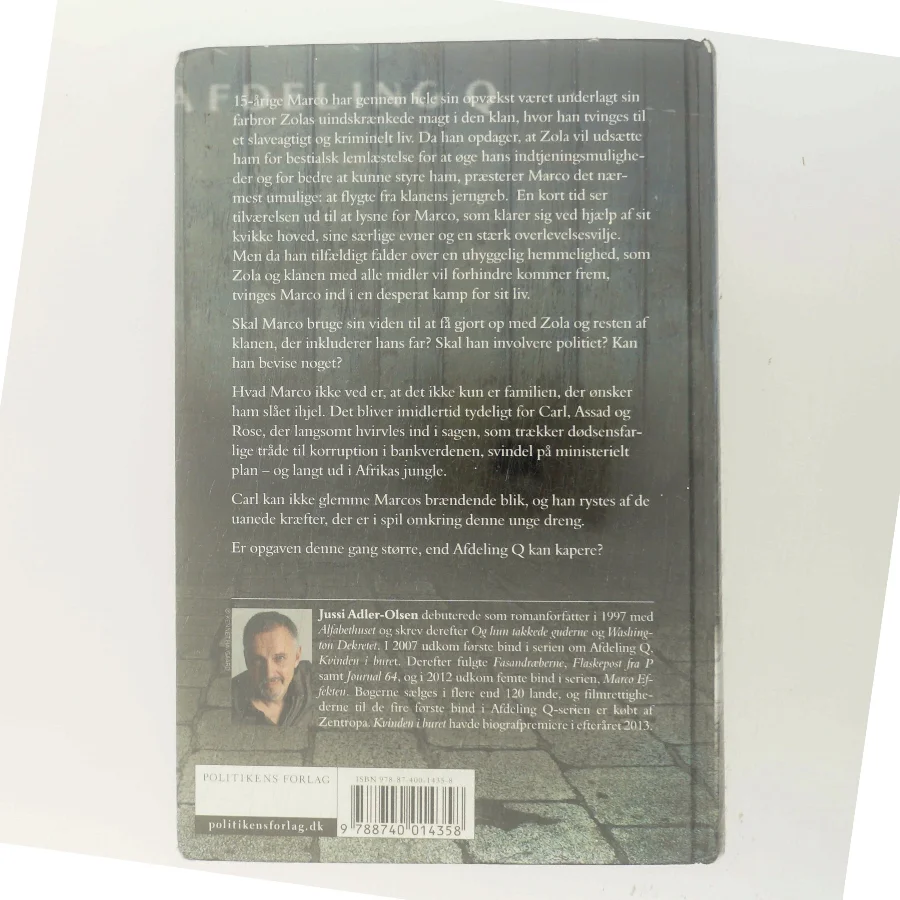 AFDELING Q
15-årige Marco har gennem hele sin opvækst været underlagt sin
farbror Zolas uindskrænkede magt i den klan, hvor han tvinges til
et slaveagtigt og kriminelt liv. Da han opdager, at Zola vil udsætte
ham for bestialsk lemlæstelse for at øge hans indtjeningsmulighe-
der og for bedre at kunne styre ham, præsterer Marco det nær-
mest umulige: at flygte fra klanens jerngreb. En kort tid ser
tilværelsen ud til at lysne for Marco, som klarer sig ved hjælp af sit
kvikke hoved, sine særlige evner og en stærk overlevelsesvilje.
Men da han tilfældigt falder over en uhyggelig hemmelighed, som
Zola og klanen med alle midler vil forhindre kommer frem,
tvinges Marco ind i en desperat kamp for sit liv.
Skal Marco bruge sin viden til at få gjort op med Zola og resten af
klanen, der inkluderer hans far? Skal han involvere politiet? Kan
han bevise noget?
Hvad Marco ikke ved er, at det ikke kun er familien, der ønsker
ham slået ihjel. Det bliver imidlertid tydeligt for Carl, Assad og
Rose, der langsomt hvirvles ind i sagen, som trækker dødsensfar-
lige tråde til korruption i bankverdenen, svindel på ministerielt
plan – og langt ud i Afrikas jungle.
Carl kan ikke glemme Marcos brændende blik, og han rystes af de
uanede kræfter, der er i spil omkring denne unge dreng.
Er opgaven denne gang større, end Afdeling Q kan kapere?
Jussi Adler-Olsen debuterede som romanforfatter i 1997 med
Alfabethuset og skrev derefter Og hun takkede guderne og Washing-
ton Dekretet. I 2007 udkom første bind i serien om Afdeling Q,
Kvinden i buret. Derefter fulgte Fasandræberne, Flaskepost fra P
samt Journal 64, og i 2012 udkom femte bind i serien, Marco Ef-
fekten. Bøgerne sælges i flere end 120 lande, og filmrettighe-
derne til de fire første bind i Afdeling Q-serien er købt af
Zentropa. Kvinden i buret havde biografpremiere i efteråret 2013.
POLITIKENS FORLAG
politikensforlag.dk
ISBN 978-87-400-1435-8
9 788740 014358